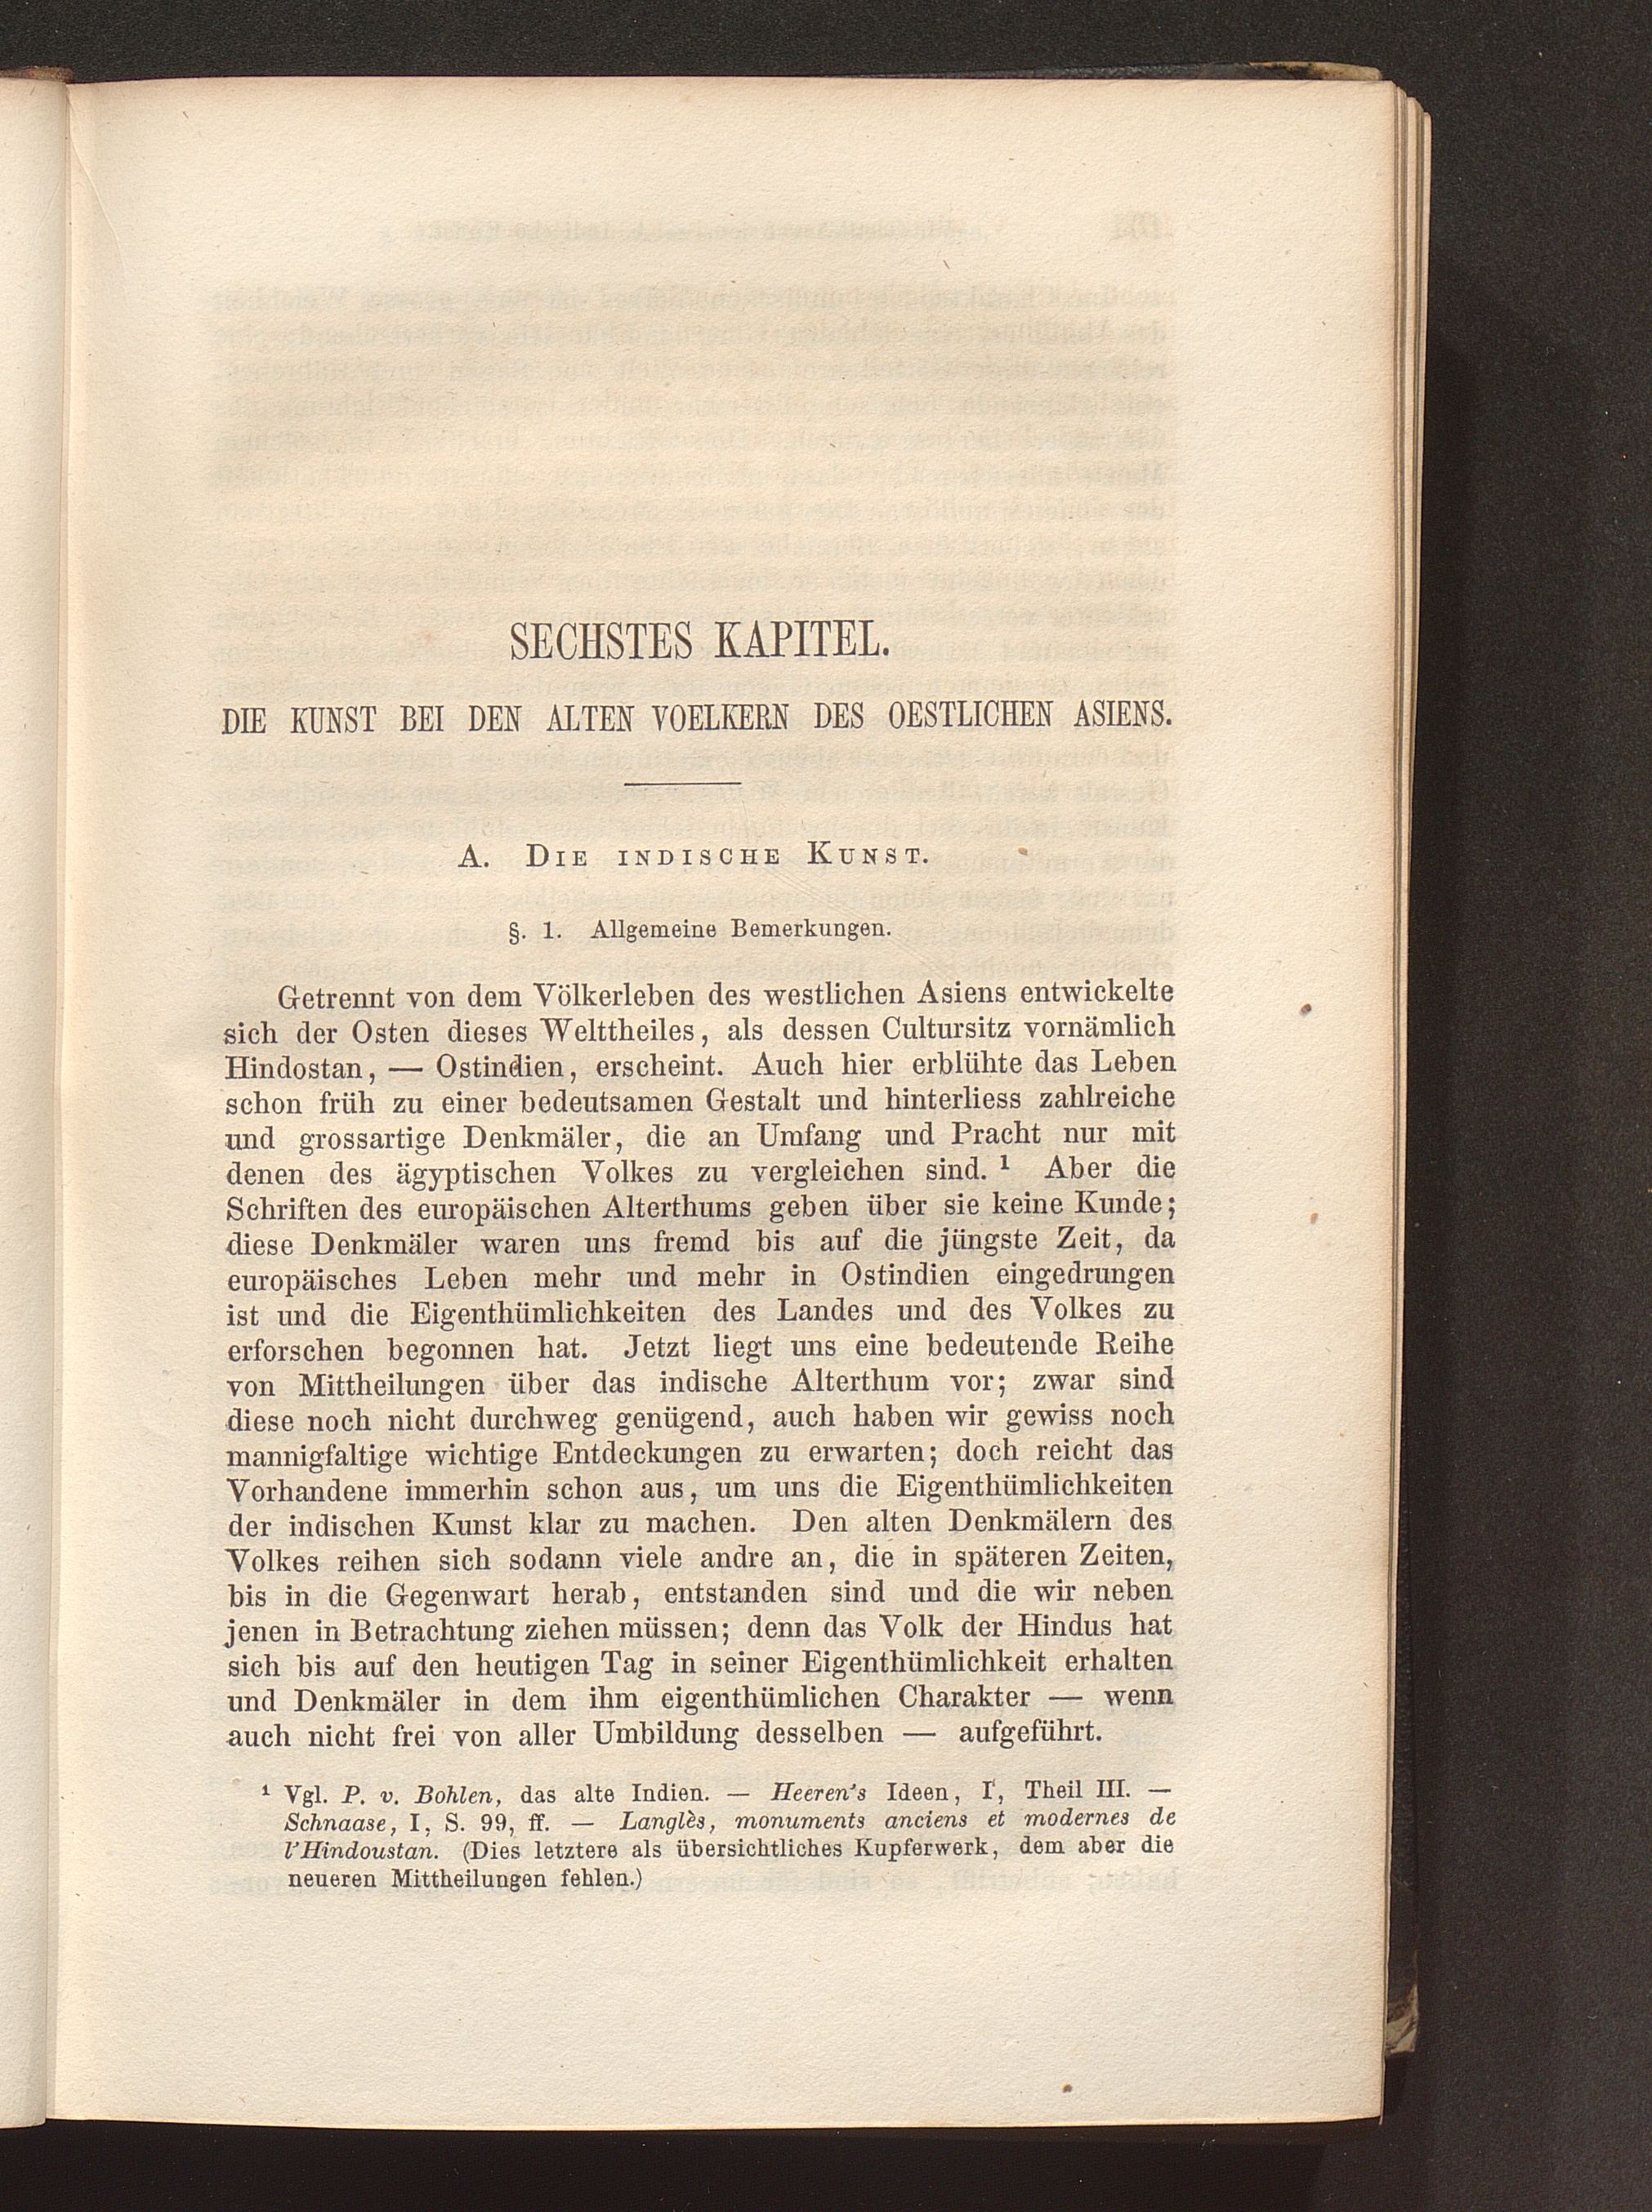 SECHSTES KAPITEL.
DIE KUNST BEI DEN ALTEN VOELKERN DES OESTLICHEN ASIENS.
A. DIE INDISCHE KUNST.
§. 1. Allgemeine Bemerkungen.
Getrennt von dem Völkerleben des westlichen Asiens entwickelte
sich der Osten dieses Welttheiles, als dessen Cultursitz vornämlich
Hindostan, — Ostindien, erscheint. Auch hier erblühte das Leben
schon früh zu einer bedeutsamen Gestalt und hinterliess zahlreiche
und grossartige Denkmäler, die an Umfang und Pracht nur mit
denen des ägyptischen Volkes zu vergleichen sind. ¹ Aber die
Schriften des europäischen Alterthums geben über sie keine Kunde;
diese Denkmäler waren uns fremd bis auf die jüngste Zeit, da
europäisches Leben mehr und mehr in Ostindien eingedrungen
ist und die Eigenthümlichkeiten des Landes und des Volkes zu
erforschen begonnen hat. Jetzt liegt uns eine bedeutende Reihe
von Mittheilungen über das indische Alterthum vor; zwar sind
diese noch nicht durchweg genügend, auch haben wir gewiss noch
mannigfaltige wichtige Entdeckungen zu erwarten; doch reicht das
Vorhandene immerhin schon aus, um uns die Eigenthümlichkeiten
der indischen Kunst klar zu machen. Den alten Denkmälern des
Volkes reihen sich sodann viele andre an, die in späteren Zeiten,
bis in die Gegenwart herab, entstanden sind und die wir neben
jenen in Betrachtung ziehen müssen; denn das Volk der Hindus hat
sich bis auf den heutigen Tag in seiner Eigenthümlichkeit erhalten
und Denkmäler in dem ihm eigenthümlichen Charakter — wenn
auch nicht frei von aller Umbildung desselben — aufgeführt.
¹ Vgl. P. v. Bohlen, das alte Indien. — Heeren's Ideen, I, Theil III. —
Schnaase, I, S. 99, ff. — Langlès, monuments anciens et modernes de
l'Hindoustan. (Dies letztere als übersichtliches Kupferwerk, dem aber die
neueren Mittheilungen fehlen.)